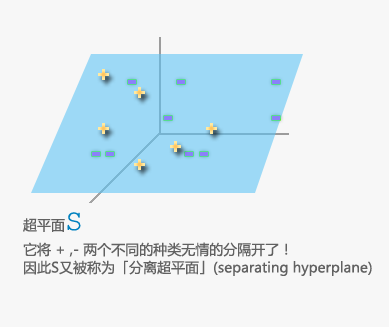 超平面S
它将 + ,- 两个不同的种类无情的分隔开了！
因此S又被称为「分离超平面」(separating hyperplane)